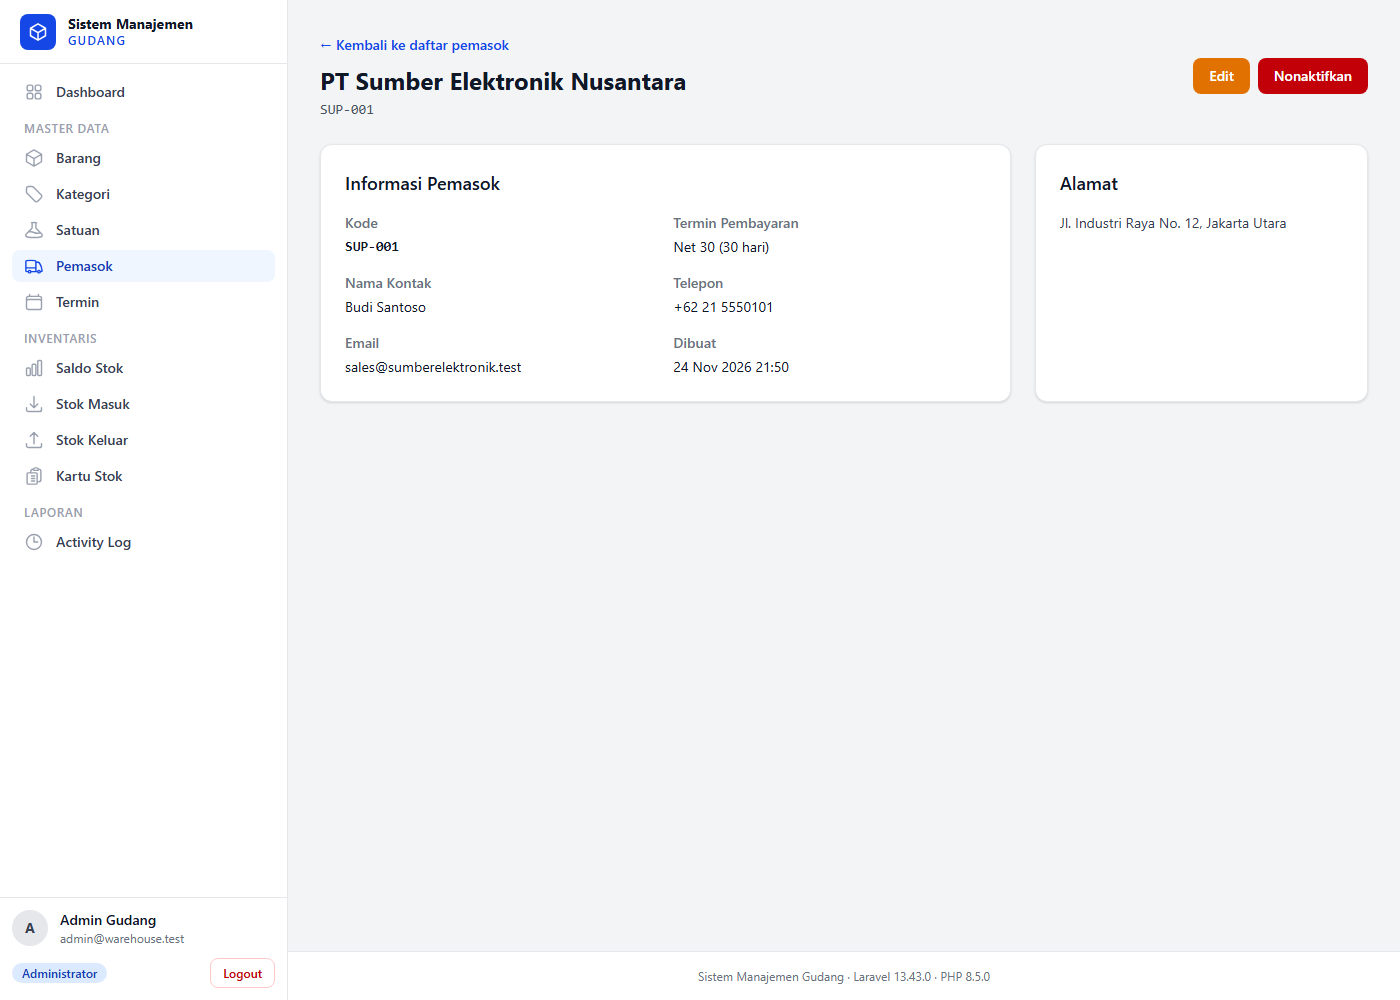 Sistem Manajemen
GUDANG
Dashboard
MASTER DATA
Barang
Kategori
Satuan
Pemasok
Termin
INVENTARIS
Saldo Stok
Stok Masuk
Stok Keluar
Kartu Stok
LAPORAN
Activity Log
A
Admin Gudang
admin@warehouse.test
Administrator
Logout
← Kembali ke daftar pemasok
PT Sumber Elektronik Nusantara
SUP-001
Edit
Nonaktifkan
Informasi Pemasok
Kode
SUP-001
Termin Pembayaran
Net 30 (30 hari)
Nama Kontak
Budi Santoso
Telepon
+62 21 5550101
Email
sales@sumberelektronik.test
Dibuat
24 Nov 2026 21:50
Alamat
Jl. Industri Raya No. 12, Jakarta Utara
Sistem Manajemen Gudang · Laravel 13.43.0 · PHP 8.5.0